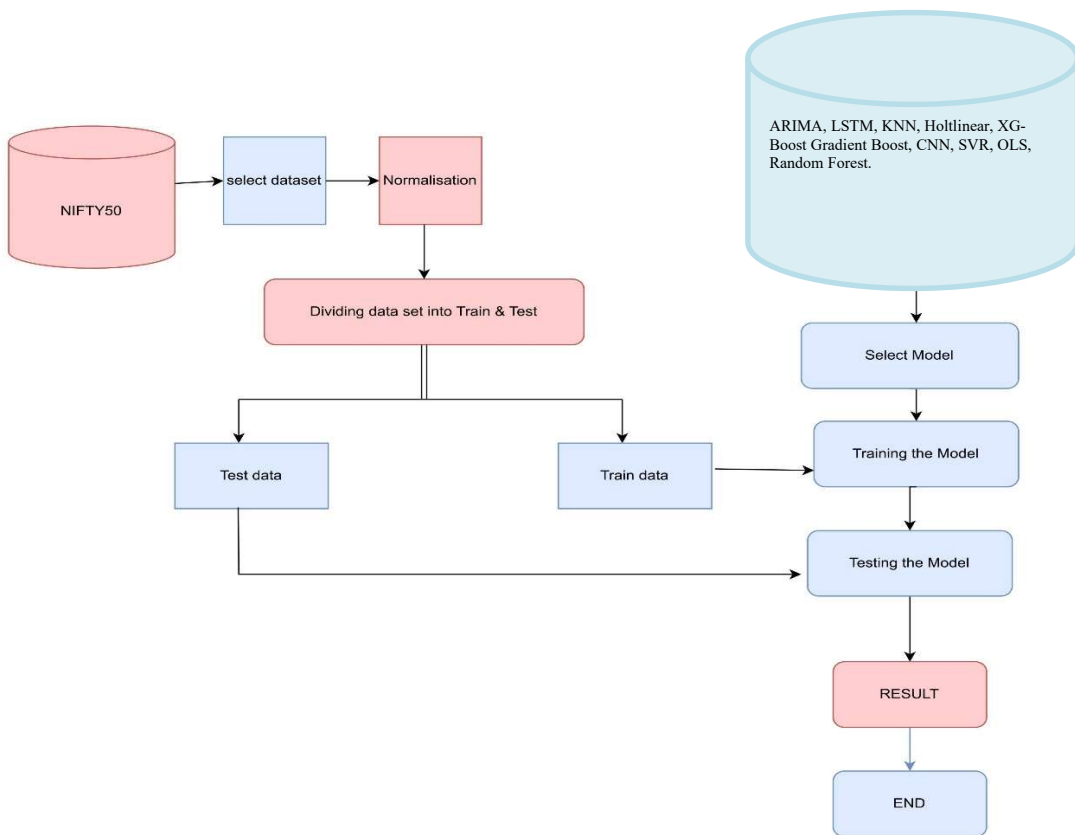 ARIMA, LSTM, KNN, Holtlinear, XG-
Boost Gradient Boost, CNN, SVR, OLS,
Random Forest.
NIFTY50
select dataset
Normalisation
Dividing data set into Train & Test
Select Model
Training the Model
Test data
Train data
Testing the Model
RESULT
END